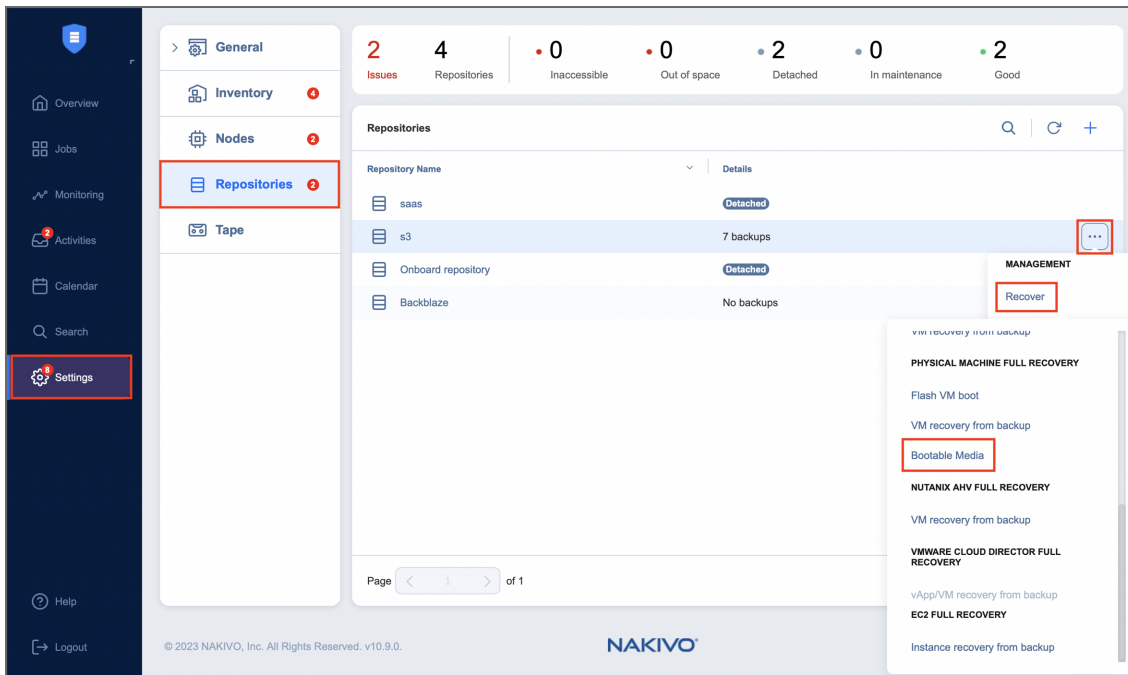 Overview
Jobs
Monitoring
2
Activities
Calendar
Search
8
Settings
Help
Logout
General
Inventory 4
Nodes 2
Repositories 2
Tape
2 4 0 0 2 0 2
Issues Repositories Inaccessible Out of space Detached In maintenance Good
Repositories
Repository Name Details
saas Detached
s3 7 backups ...
Onboard repository Detached
Backblaze No backups
MANAGEMENT
Recover
VM recovery from backup
PHYSICAL MACHINE FULL RECOVERY
Flash VM boot
VM recovery from backup
Bootable Media
NUTANIX AHV FULL RECOVERY
VM recovery from backup
VMWARE CLOUD DIRECTOR FULL
RECOVERY
vApp/VM recovery from backup
EC2 FULL RECOVERY
Instance recovery from backup
Page < 1 > of 1
© 2023 NAKIVO, Inc. All Rights Reserved. v10.9.0.
NAKIVO®